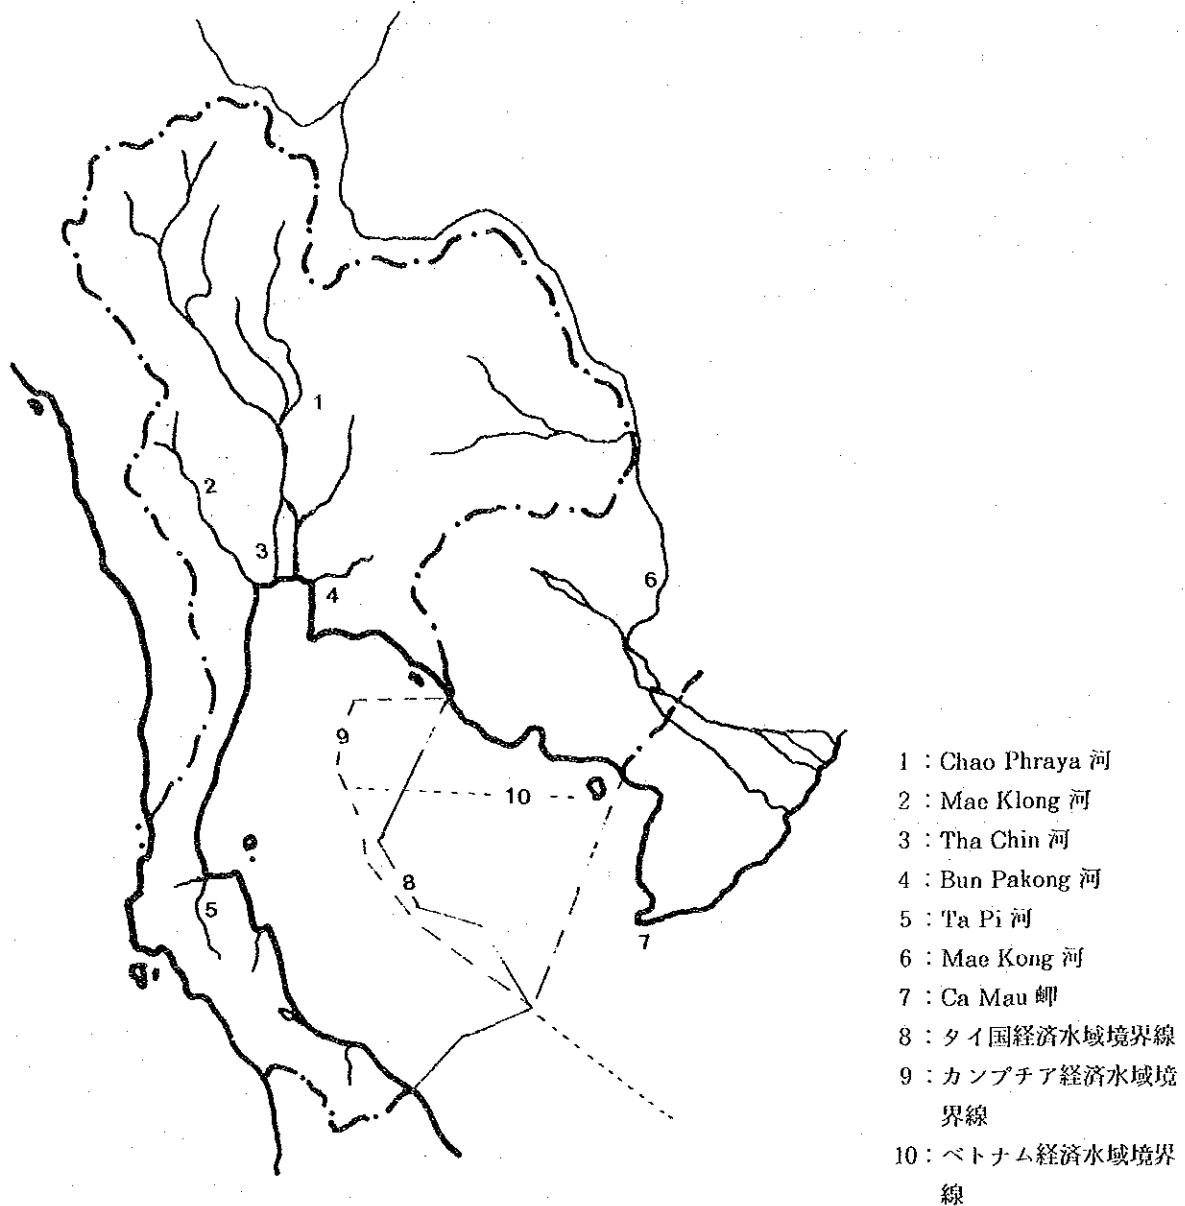 1
2
3
4
6
9
10
8
5
7
1 : Chao Phraya 河
2 : Mae Klong 河
3 : Tha Chin 河
4 : Bun Pakong 河
5 : Ta Pi 河
6 : Mae Kong 河
7 : Ca Mau 岬
8 : タイ国経済水域境界線
9 : カンプチア経済水域境
界線
10 : ベトナム経済水域境界
線